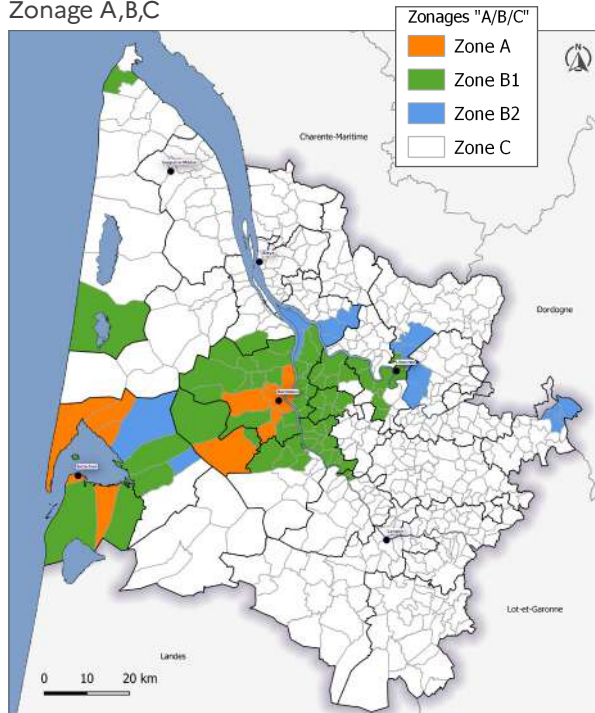 Zonage A,B,C
Zonages "A/B/C"
Zone A
Zone B1
Zone B2
Zone C
N
Charente-Maritime
Dordogne
Lot-et-Garonne
Landes
0 10 20 km